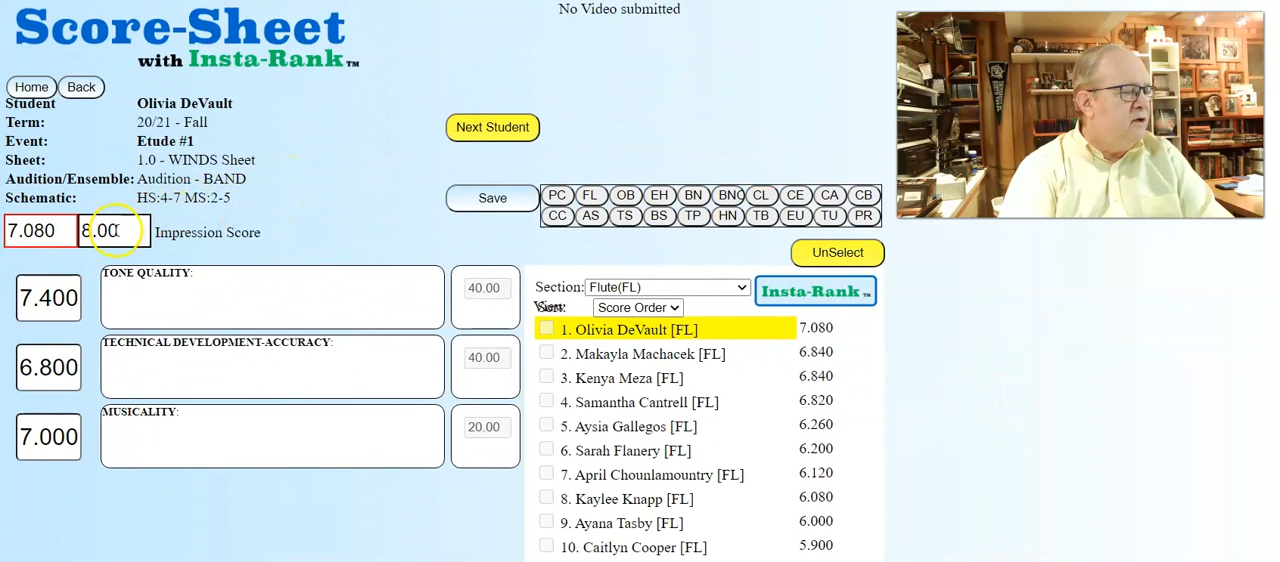 No Video submitted
Score-Sheet
with Insta-Rank™
Home Back
Student Olivia DeVault
Term: 20/21 - Fall
Event: Etude #1
Sheet: 1.0 - WINDS Sheet
Audition/Ensemble: Audition - BAND
Schematic: HS:4-7 MS:2-5
Next Student
Save
PC FL OB EH BN BNC CL CE CA CB
CC AS TS BS TP HN TB EU TU PR
7.080 8.00 Impression Score
UnSelect
7.400 TONE QUALITY: 40.00
6.800 TECHNICAL DEVELOPMENT-ACCURACY: 40.00
7.000 MUSICALITY: 20.00
Section: Flute(FL) Insta-Rank™
Score Order
1. Olivia DeVault [FL] 7.080
2. Makayla Machacek [FL] 6.840
3. Kenya Meza [FL] 6.840
4. Samantha Cantrell [FL] 6.820
5. Aysia Gallegos [FL] 6.260
6. Sarah Flanery [FL] 6.200
7. April Chounlamountry [FL] 6.120
8. Kaylee Knapp [FL] 6.080
9. Ayana Tasby [FL] 6.000
10. Caitlyn Cooper [FL] 5.900